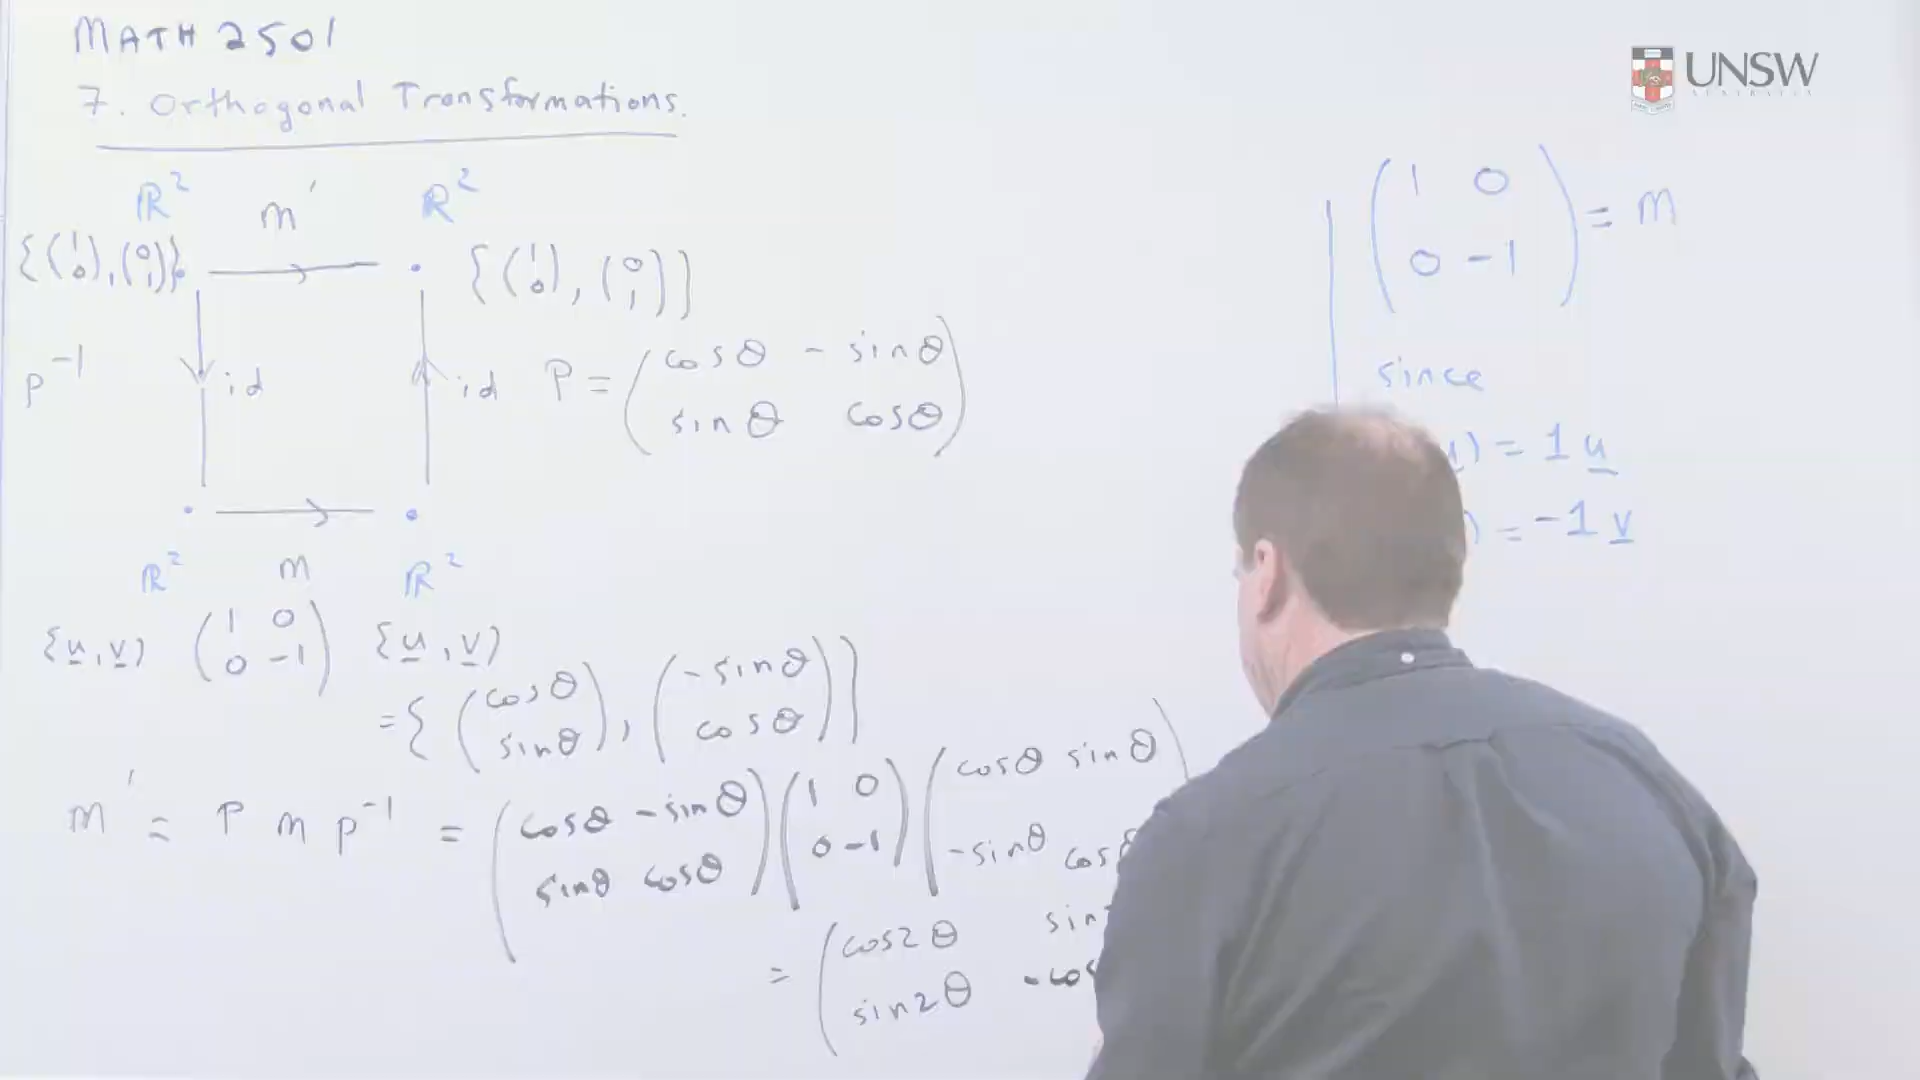 MATH 2501
7. Orthogonal Transformations.
UNSW
AUSTRALIA
ℝ² M' ℝ²
{(1 0), (0 1)} {(1 0), (0 1)}
P⁻¹ id id P = (cosθ - sinθ
sinθ cosθ)
ℝ² M ℝ²
{u, v} (1 0
0 -1) {u, v}
= { (cosθ sinθ), (-sinθ cosθ) }
M' = P M P⁻¹ = (cosθ -sinθ
sinθ cosθ) (1 0
0 -1) (cosθ sinθ
-sinθ cosθ
= (cos2θ sin
sin2θ -cos
(1 0
0 -1) = M
since
) = 1 u
) = -1 v